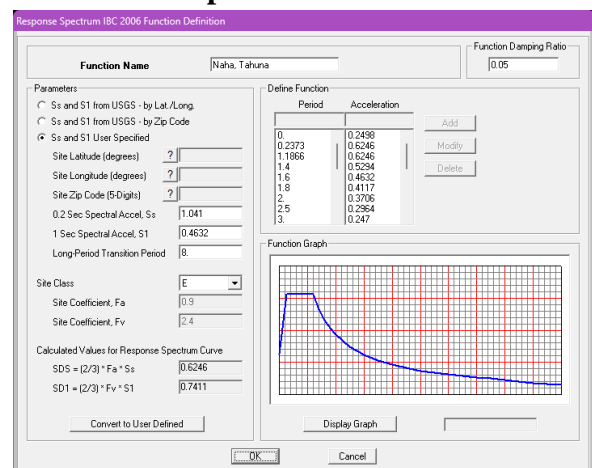 Response Spectrum IBC 2006 Function Definition
Function Name
Naha, Tahuna
Function Damping Ratio
0.05
Parameters
Ss and S1 from USGS - by Lat./Long.
Ss and S1 from USGS - by Zip Code
Ss and S1 User Specified
Site Latitude (degrees) ?
Site Longitude (degrees) ?
Site Zip Code (5-Digits) ?
0.2 Sec Spectral Accel, Ss 1.041
1 Sec Spectral Accel, S1 0.4632
Long-Period Transition Period 8.
Site Class E
Site Coefficient, Fa 0.9
Site Coefficient, Fv 2.4
Calculated Values for Response Spectrum Curve
SDS = (2/3) * Fa * Ss 0.6246
SD1 = (2/3) * Fv * S1 0.7411
Convert to User Defined
Define Function
Period Acceleration
0. 0.2498
0.2373 0.6246
1.1866 0.6246
1.4 0.5294
1.6 0.4632
1.8 0.4117
2. 0.3706
2.5 0.2964
3. 0.247
Add
Modify
Delete
Function Graph
Display Graph
OK
Cancel